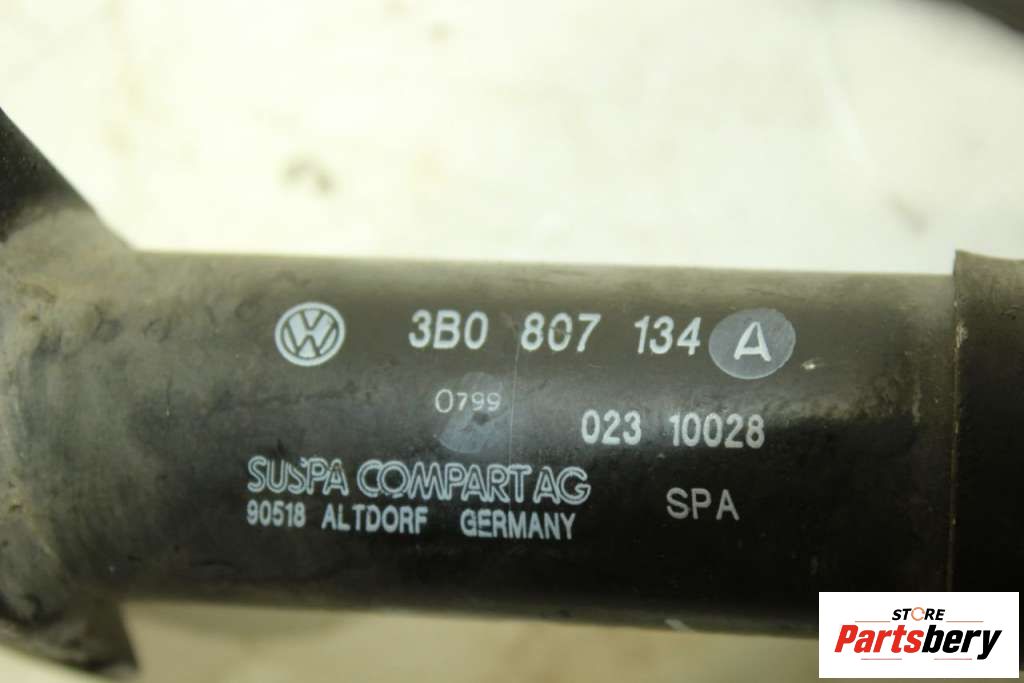 3B0 807 134 A
0799
023 10028
SUSPA COMPART AG
SPA
90518 ALTDORF GERMANY
STORE
Partsbery